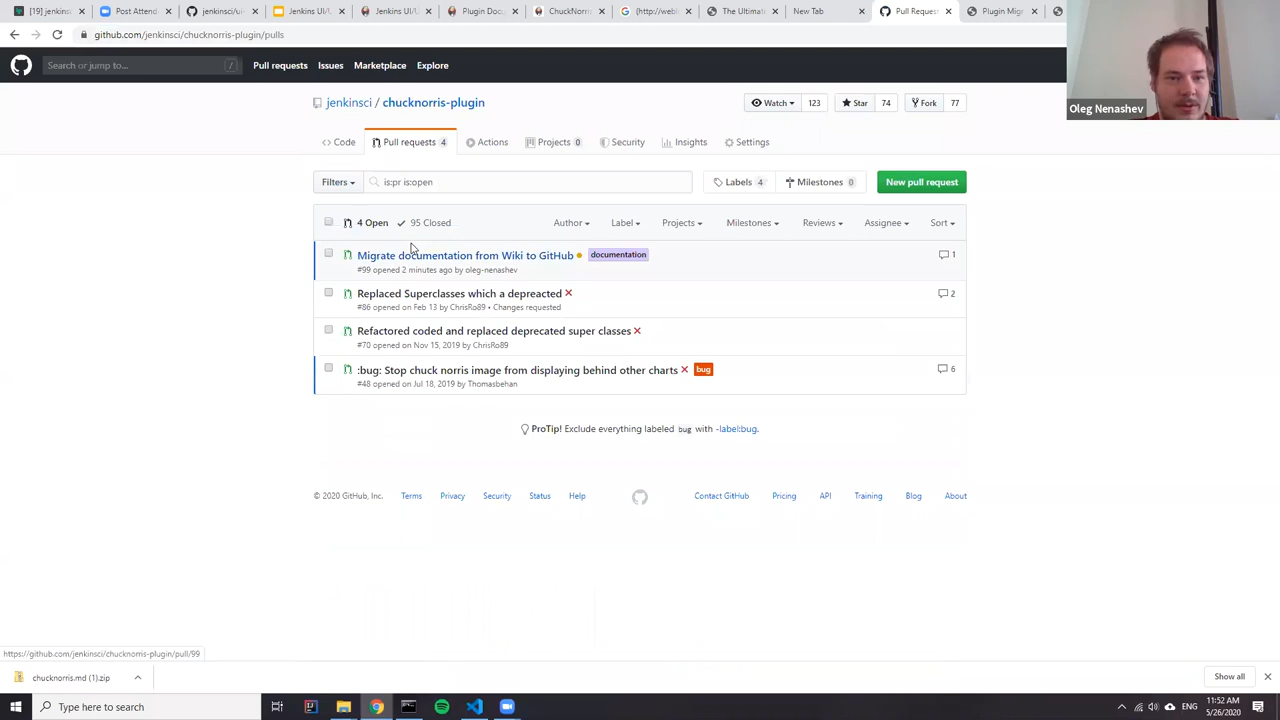 [19] jenkinsci
Post Attend
jenkinsci/ui-
Jenkins UI/U
Jenkins UI/
Plugin Docu
ChuckNorris
(http://webi
The Ultimate
New Tab
Pull Request
Plugin Migra
github.com/jenkinsci/chucknorris-plugin/pulls
Search or jump to...
/
Pull requests
Issues
Marketplace
Explore
Oleg Nenashev
jenkinsci / chucknorris-plugin
Watch
123
Star
74
Fork
77
Code
Pull requests 4
Actions
Projects 0
Security
Insights
Settings
Filters
is:pr is:open
Labels 4
Milestones 0
New pull request
4 Open
95 Closed
Author
Label
Projects
Milestones
Reviews
Assignee
Sort
Migrate documentation from Wiki to GitHub
documentation
1
#99 opened 2 minutes ago by oleg-nenashev
Replaced Superclasses which a depreacted
2
#86 opened on Feb 13 by ChrisRo89 • Changes requested
Refactored coded and replaced deprecated super classes
#70 opened on Nov 15, 2019 by ChrisRo89
:bug: Stop chuck norris image from displaying behind other charts
bug
6
#48 opened on Jul 18, 2019 by Thomasbehan
ProTip! Exclude everything labeled bug with -label:bug.
© 2020 GitHub, Inc.
Terms
Privacy
Security
Status
Help
Contact GitHub
Pricing
API
Training
Blog
About
https://github.com/jenkinsci/chucknorris-plugin/pull/99
chucknorris.md (1).zip
Show all
Type here to search
ENG
11:52 AM
5/26/2020